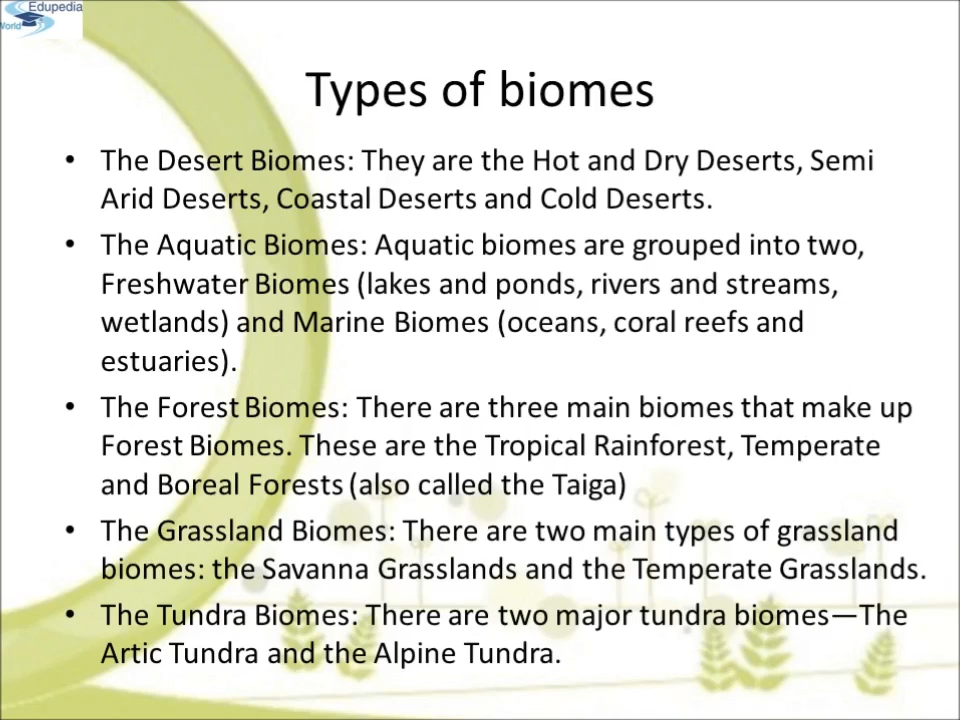 Edupedia
World
Types of biomes
• The Desert Biomes: They are the Hot and Dry Deserts, Semi
Arid Deserts, Coastal Deserts and Cold Deserts.
• The Aquatic Biomes: Aquatic biomes are grouped into two,
Freshwater Biomes (lakes and ponds, rivers and streams,
wetlands) and Marine Biomes (oceans, coral reefs and
estuaries).
• The Forest Biomes: There are three main biomes that make up
Forest Biomes. These are the Tropical Rainforest, Temperate
and Boreal Forests (also called the Taiga)
• The Grassland Biomes: There are two main types of grassland
biomes: the Savanna Grasslands and the Temperate Grasslands.
• The Tundra Biomes: There are two major tundra biomes—The
Artic Tundra and the Alpine Tundra.